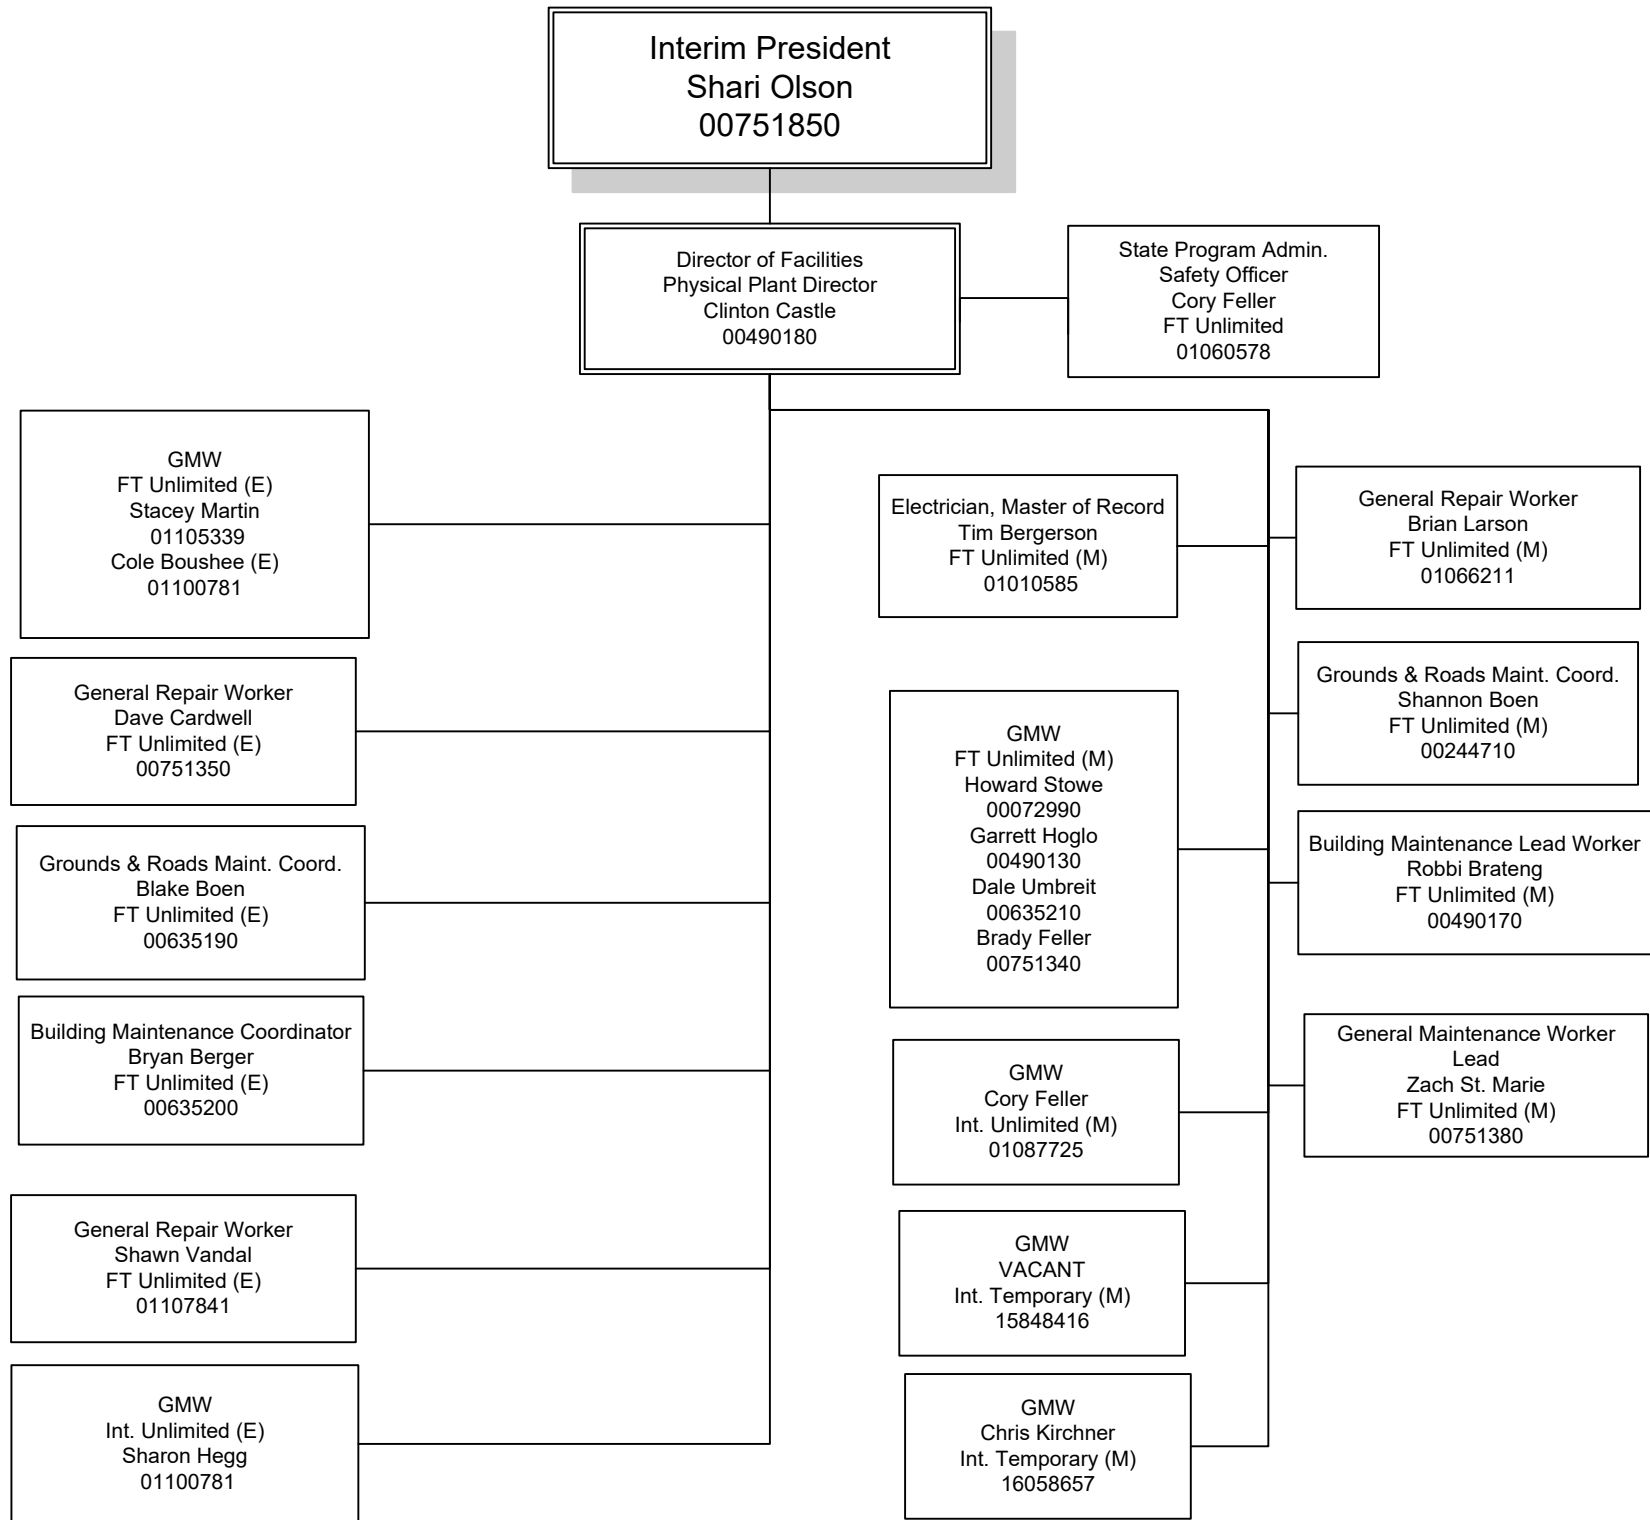 Interim President
Shari Olson
00751850
Director of Facilities
Physical Plant Director
Clinton Castle
00490180
State Program Admin.
Safety Officer
Cory Feller
FT Unlimited
01060578
GMW
FT Unlimited (E)
Stacey Martin
01105339
Cole Boushee (E)
01100781
General Repair Worker
Dave Cardwell
FT Unlimited (E)
00751350
Grounds & Roads Maint. Coord.
Blake Boen
FT Unlimited (E)
00635190
Building Maintenance Coordinator
Bryan Berger
FT Unlimited (E)
00635200
General Repair Worker
Shawn Vandal
FT Unlimited (E)
01107841
GMW
Int. Unlimited (E)
Sharon Hegg
01100781
Electrician, Master of Record
Tim Bergerson
FT Unlimited (M)
01010585
GMW
FT Unlimited (M)
Howard Stowe
00072990
Garrett Hoglo
00490130
Dale Umbreit
00635210
Brady Feller
00751340
GMW
Cory Feller
Int. Unlimited (M)
01087725
GMW
VACANT
Int. Temporary (M)
15848416
GMW
Chris Kirchner
Int. Temporary (M)
16058657
General Repair Worker
Brian Larson
FT Unlimited (M)
01066211
Grounds & Roads Maint. Coord.
Shannon Boen
FT Unlimited (M)
00244710
Building Maintenance Lead Worker
Robbi Brateng
FT Unlimited (M)
00490170
General Maintenance Worker
Lead
Zach St. Marie
FT Unlimited (M)
00751380